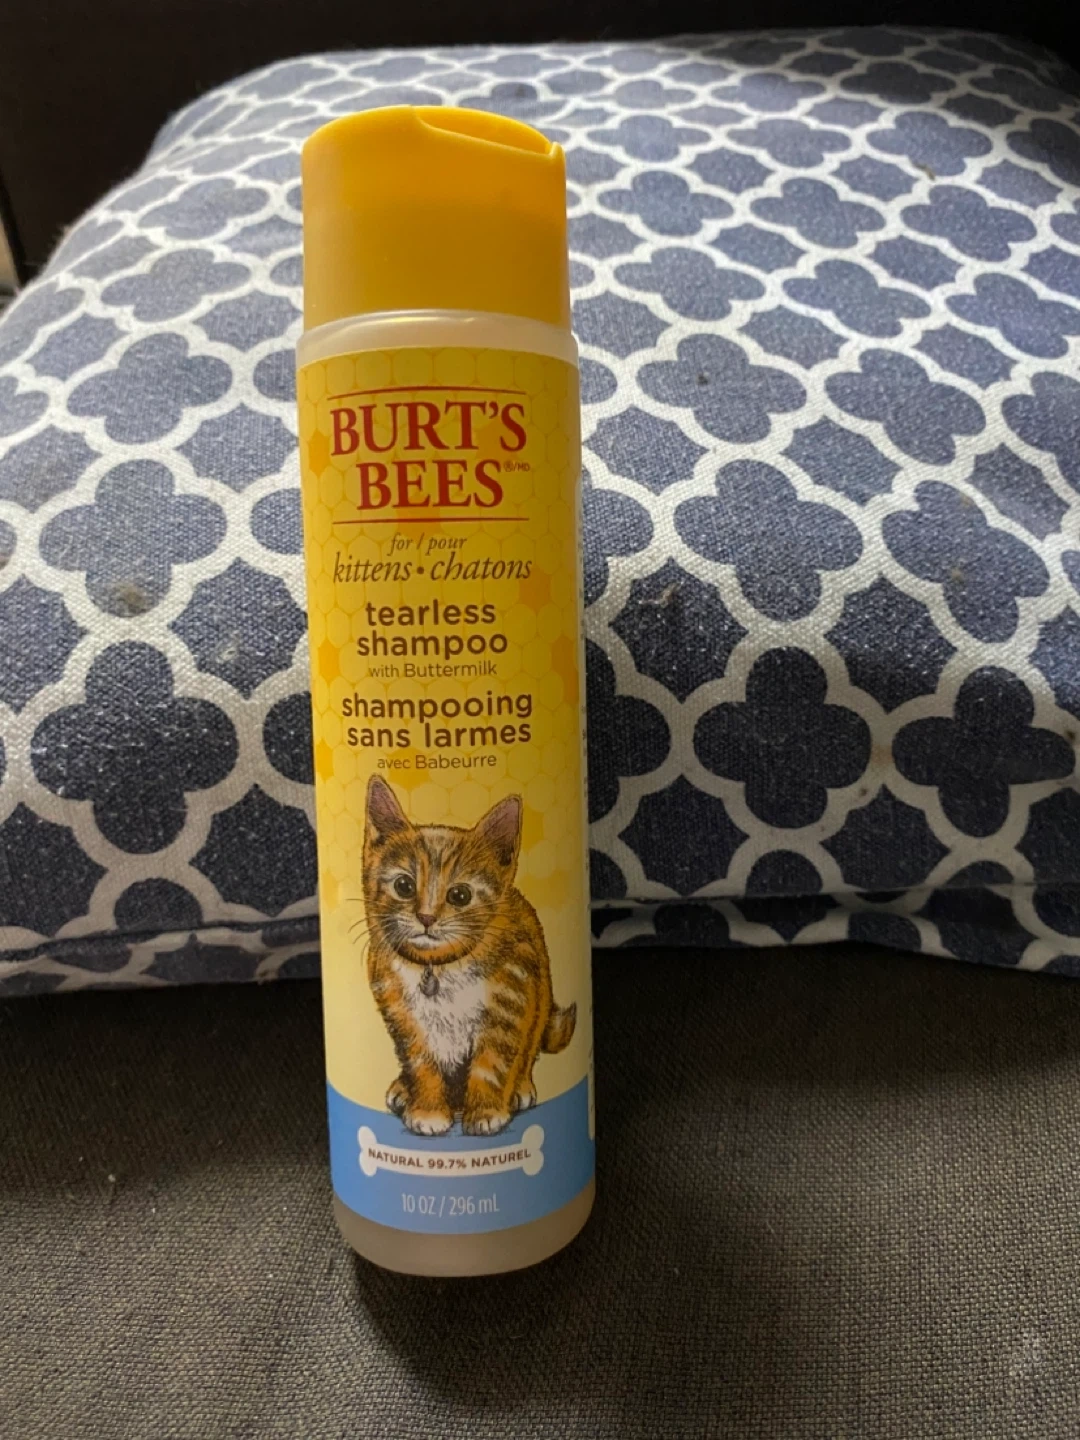 BURT'S
BEES®/MD
for / pour
kittens • chatons
tearless
shampoo
with Buttermilk
shampooing
sans larmes
avec Babeurre
NATURAL 99.7% NATUREL
10 OZ / 296 mL